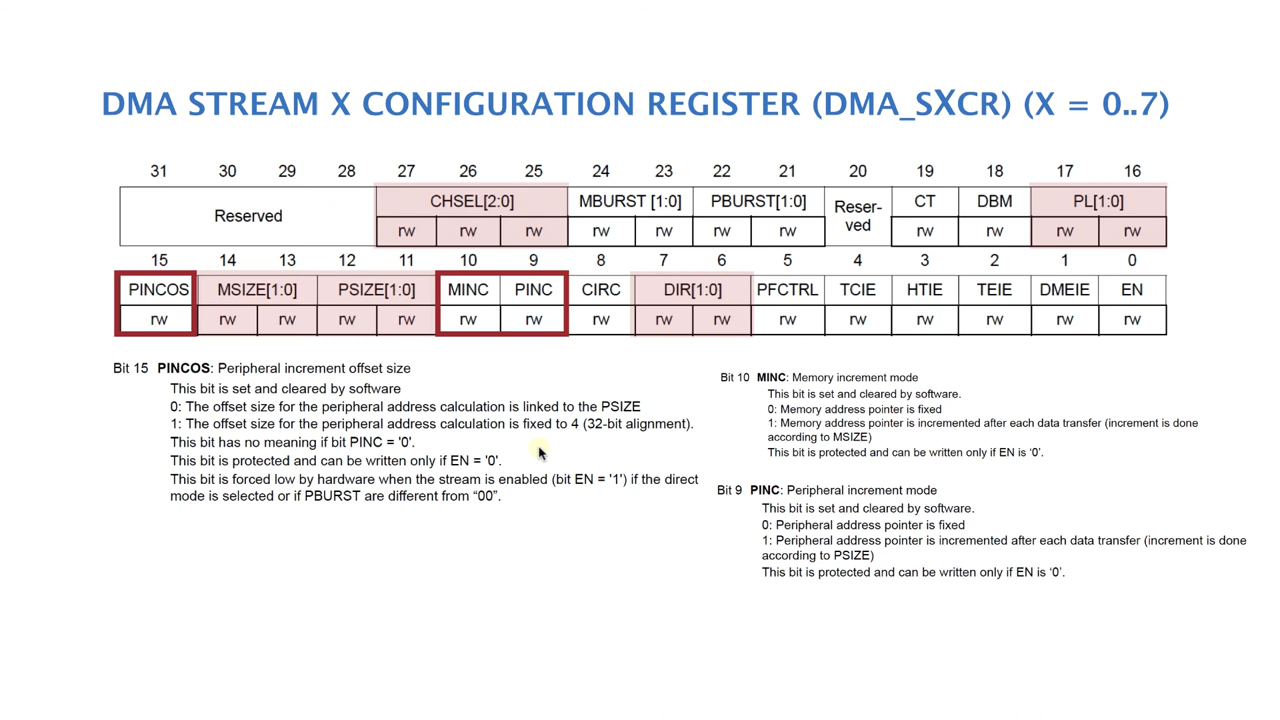 DMA STREAM X CONFIGURATION REGISTER (DMA_SXCR) (X = 0..7)
31 30 29 28 27 26 25 24 23 22 21 20 19 18 17 16
Reserved CHSEL[2:0] MBURST [1:0] PBURST[1:0] Reser-
ved CT DBM PL[1:0]
rw rw rw rw rw rw rw rw rw rw rw
15 14 13 12 11 10 9 8 7 6 5 4 3 2 1 0
PINCOS MSIZE[1:0] PSIZE[1:0] MINC PINC CIRC DIR[1:0] PFCTRL TCIE HTIE TEIE DMEIE EN
rw rw rw rw rw rw rw rw rw rw rw rw rw rw rw rw
Bit 15 PINCOS: Peripheral increment offset size
This bit is set and cleared by software
0: The offset size for the peripheral address calculation is linked to the PSIZE
1: The offset size for the peripheral address calculation is fixed to 4 (32-bit alignment).
This bit has no meaning if bit PINC = '0'.
This bit is protected and can be written only if EN = '0'.
This bit is forced low by hardware when the stream is enabled (bit EN = '1') if the direct
mode is selected or if PBURST are different from “00”.
Bit 10 MINC: Memory increment mode
This bit is set and cleared by software.
0: Memory address pointer is fixed
1: Memory address pointer is incremented after each data transfer (increment is done
according to MSIZE)
This bit is protected and can be written only if EN is ‘0’.
Bit 9 PINC: Peripheral increment mode
This bit is set and cleared by software.
0: Peripheral address pointer is fixed
1: Peripheral address pointer is incremented after each data transfer (increment is done
according to PSIZE)
This bit is protected and can be written only if EN is ‘0’.